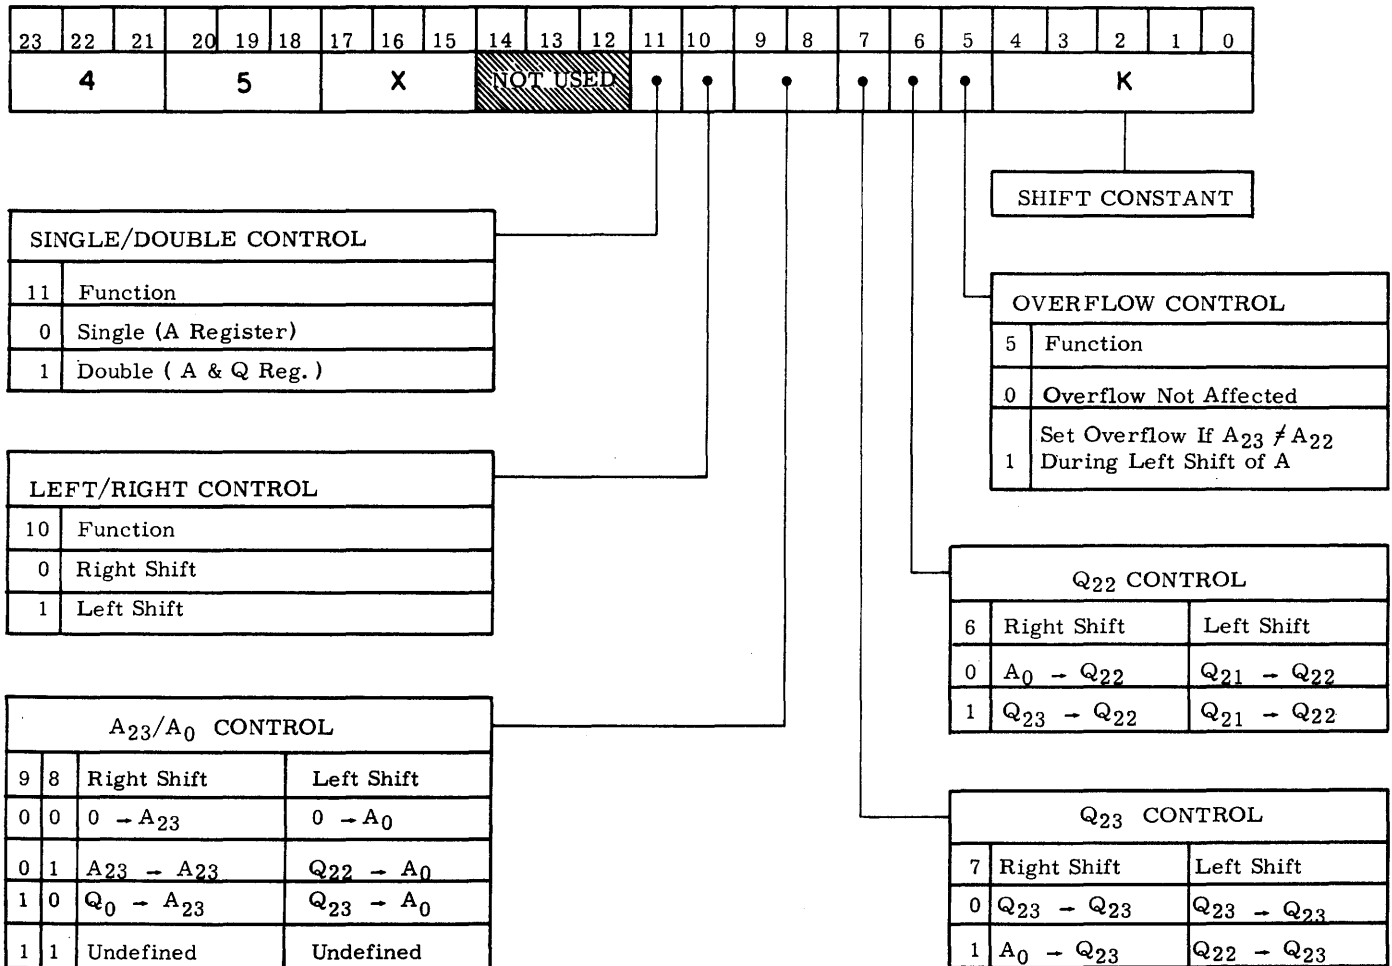 23 22 21 20 19 18 17 16 15 14 13 12 11 10 9 8 7 6 5 4 3 2 1 0
4 5 X NOT USED K
SHIFT CONSTANT
SINGLE/DOUBLE CONTROL
11 Function
0 Single (A Register)
1 Double ( A & Q Reg. )
OVERFLOW CONTROL
5 Function
0 Overflow Not Affected
1 Set Overflow If A23 ≠ A22
During Left Shift of A
LEFT/RIGHT CONTROL
10 Function
0 Right Shift
1 Left Shift
Q22 CONTROL
6 Right Shift Left Shift
0 A0 → Q22 Q21 → Q22
1 Q23 → Q22 Q21 → Q22
A23/A0 CONTROL
9 8 Right Shift Left Shift
0 0 0 → A23 0 → A0
0 1 A23 → A23 Q22 → A0
1 0 Q0 → A23 Q23 → A0
1 1 Undefined Undefined
Q23 CONTROL
7 Right Shift Left Shift
0 Q23 → Q23 Q23 → Q23
1 A0 → Q23 Q22 → Q23